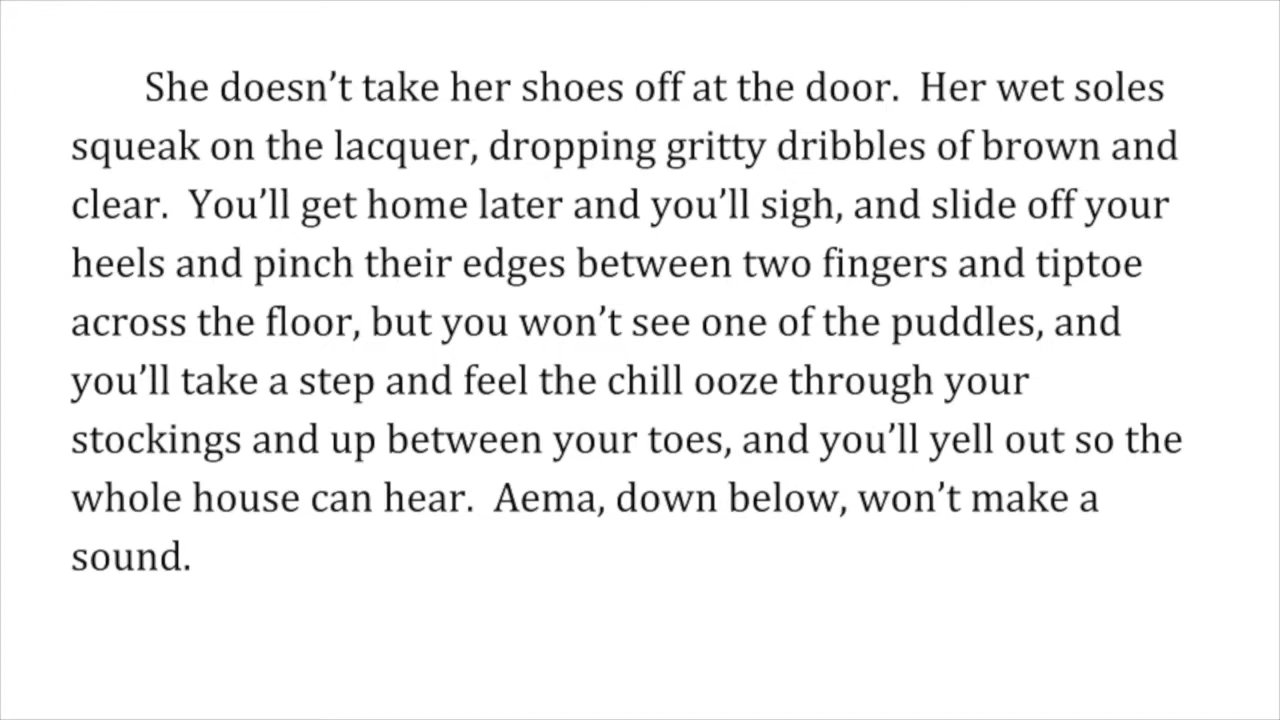 She doesn’t take her shoes off at the door.  Her wet soles
squeak on the lacquer, dropping gritty dribbles of brown and
clear.  You’ll get home later and you’ll sigh, and slide off your
heels and pinch their edges between two fingers and tiptoe
across the floor, but you won’t see one of the puddles, and
you’ll take a step and feel the chill ooze through your
stockings and up between your toes, and you’ll yell out so the
whole house can hear.  Aema, down below, won’t make a
sound.